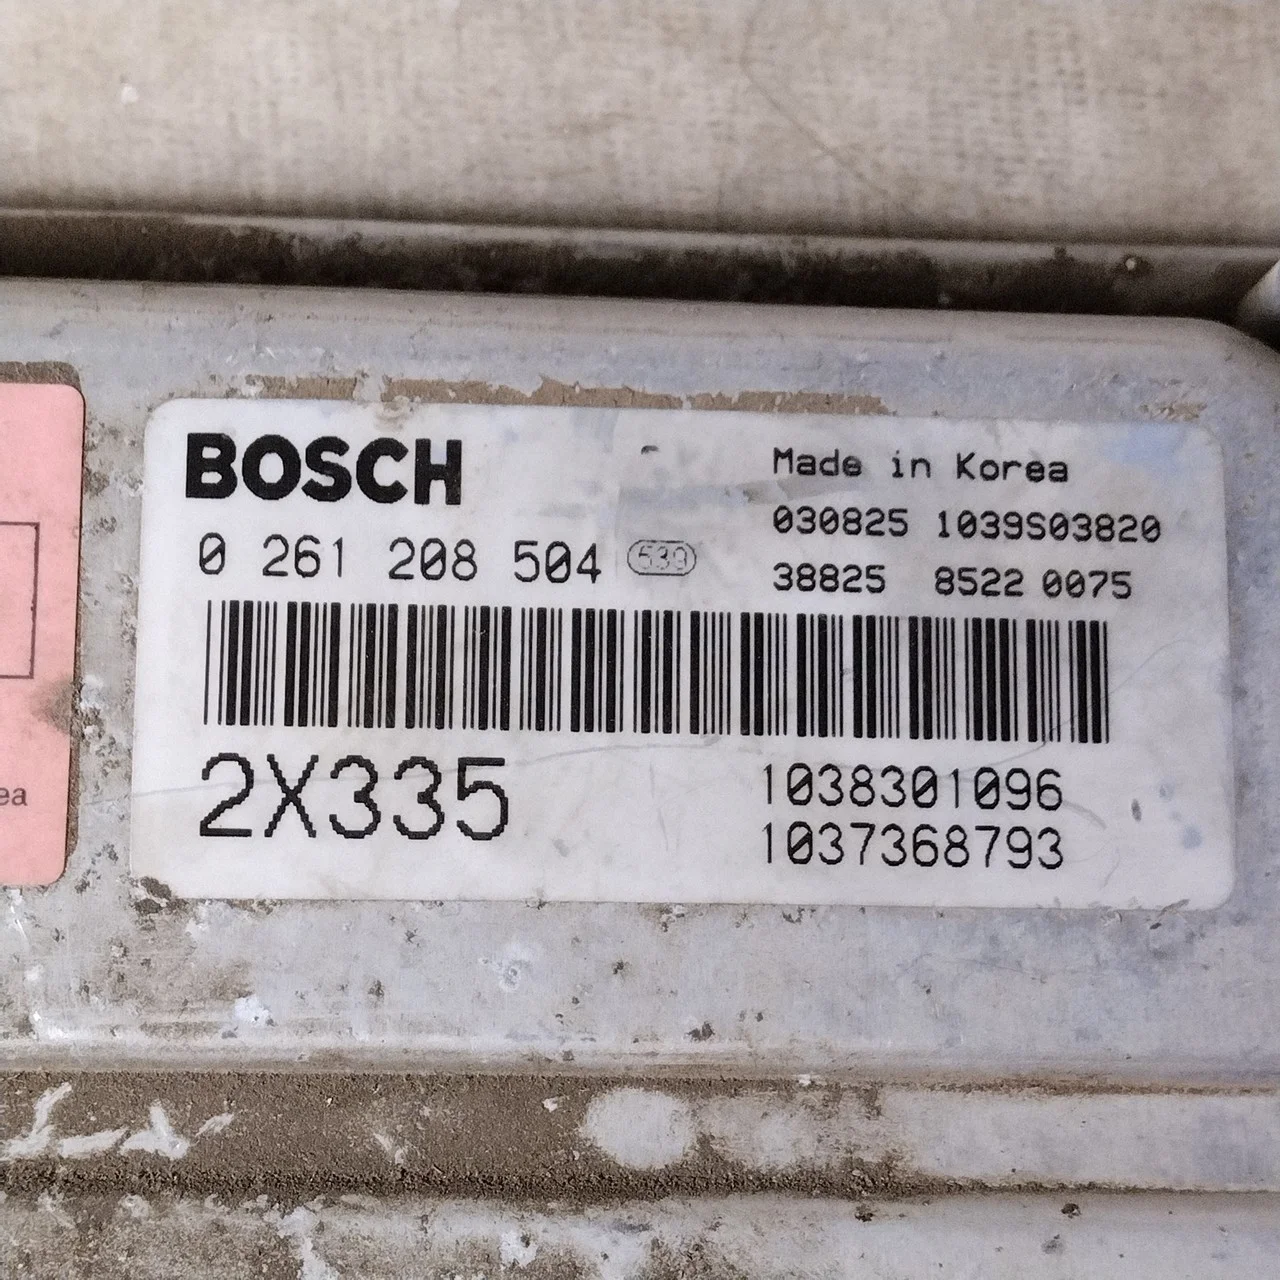 BOSCH
0 261 208 504 539
Made in Korea
030825 1039S03820
38825 8522 0075
2X335
1038301096
1037368793
ea